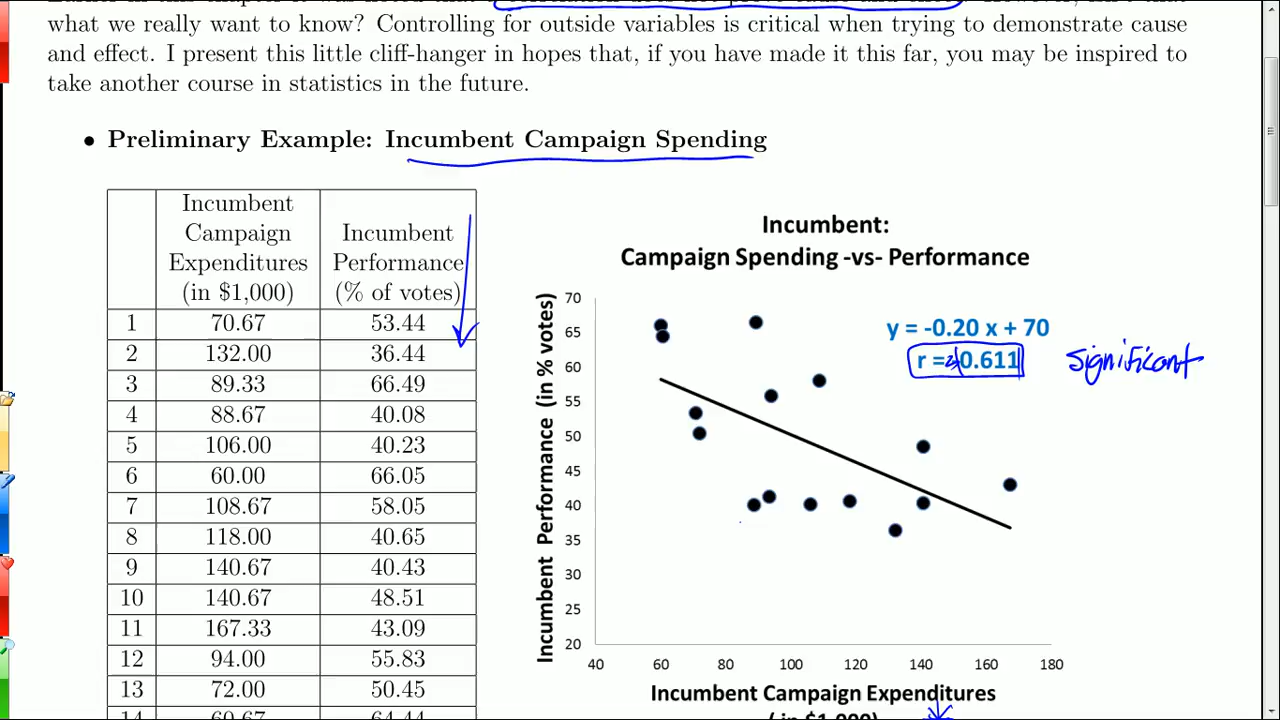 what we really want to know? Controlling for outside variables is critical when trying to demonstrate cause
and effect. I present this little cliff-hanger in hopes that, if you have made it this far, you may be inspired to
take another course in statistics in the future.
• Preliminary Example: Incumbent Campaign Spending
Incumbent Campaign Expenditures (in $1,000) Incumbent Performance (% of votes)
1 70.67 53.44
2 132.00 36.44
3 89.33 66.49
4 88.67 40.08
5 106.00 40.23
6 60.00 66.05
7 108.67 58.05
8 118.00 40.65
9 140.67 40.43
10 140.67 48.51
11 167.33 43.09
12 94.00 55.83
13 72.00 50.45
14 60.67 64.44
Incumbent:
Campaign Spending -vs- Performance
y = -0.20 x + 70
r = -0.611 Significant
Incumbent Performance (in % votes)
70
65
60
55
50
45
40
35
30
25
20
40 60 80 100 120 140 160 180
Incumbent Campaign Expenditures
(in $1,000)